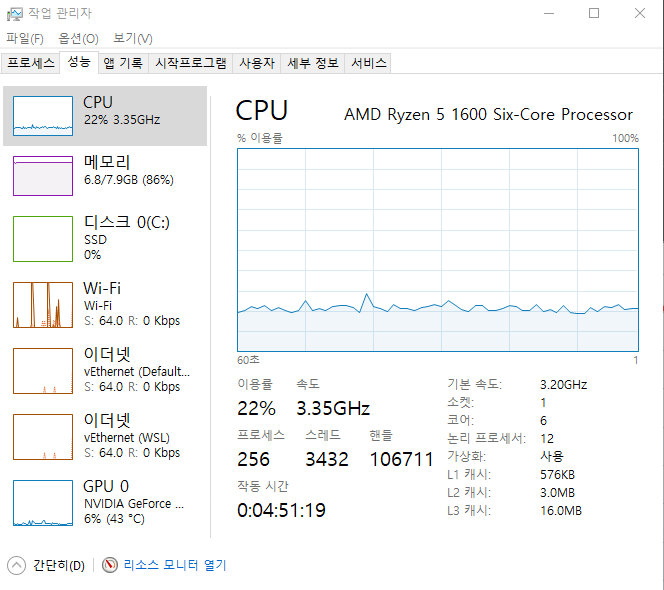 작업 관리자
파일(F) 옵션(O) 보기(V)
프로세스 성능 앱 기록 시작프로그램 사용자 세부 정보 서비스
CPU
22% 3.35GHz
메모리
6.8/7.9GB (86%)
디스크 0(C:)
SSD
0%
Wi-Fi
Wi-Fi
S: 64.0 R: 0 Kbps
이더넷
vEthernet (Default...
S: 64.0 R: 0 Kbps
이더넷
vEthernet (WSL)
S: 64.0 R: 0 Kbps
GPU 0
NVIDIA GeForce ...
6% (43 °C)
CPU AMD Ryzen 5 1600 Six-Core Processor
% 이용률 100%
60초 1
이용률 속도
22% 3.35GHz
프로세스 스레드 핸들
256 3432 106711
작동 시간
0:04:51:19
기본 속도: 3.20GHz
소켓: 1
코어: 6
논리 프로세서: 12
가상화: 사용
L1 캐시: 576KB
L2 캐시: 3.0MB
L3 캐시: 16.0MB
간단히(D) 리소스 모니터 열기